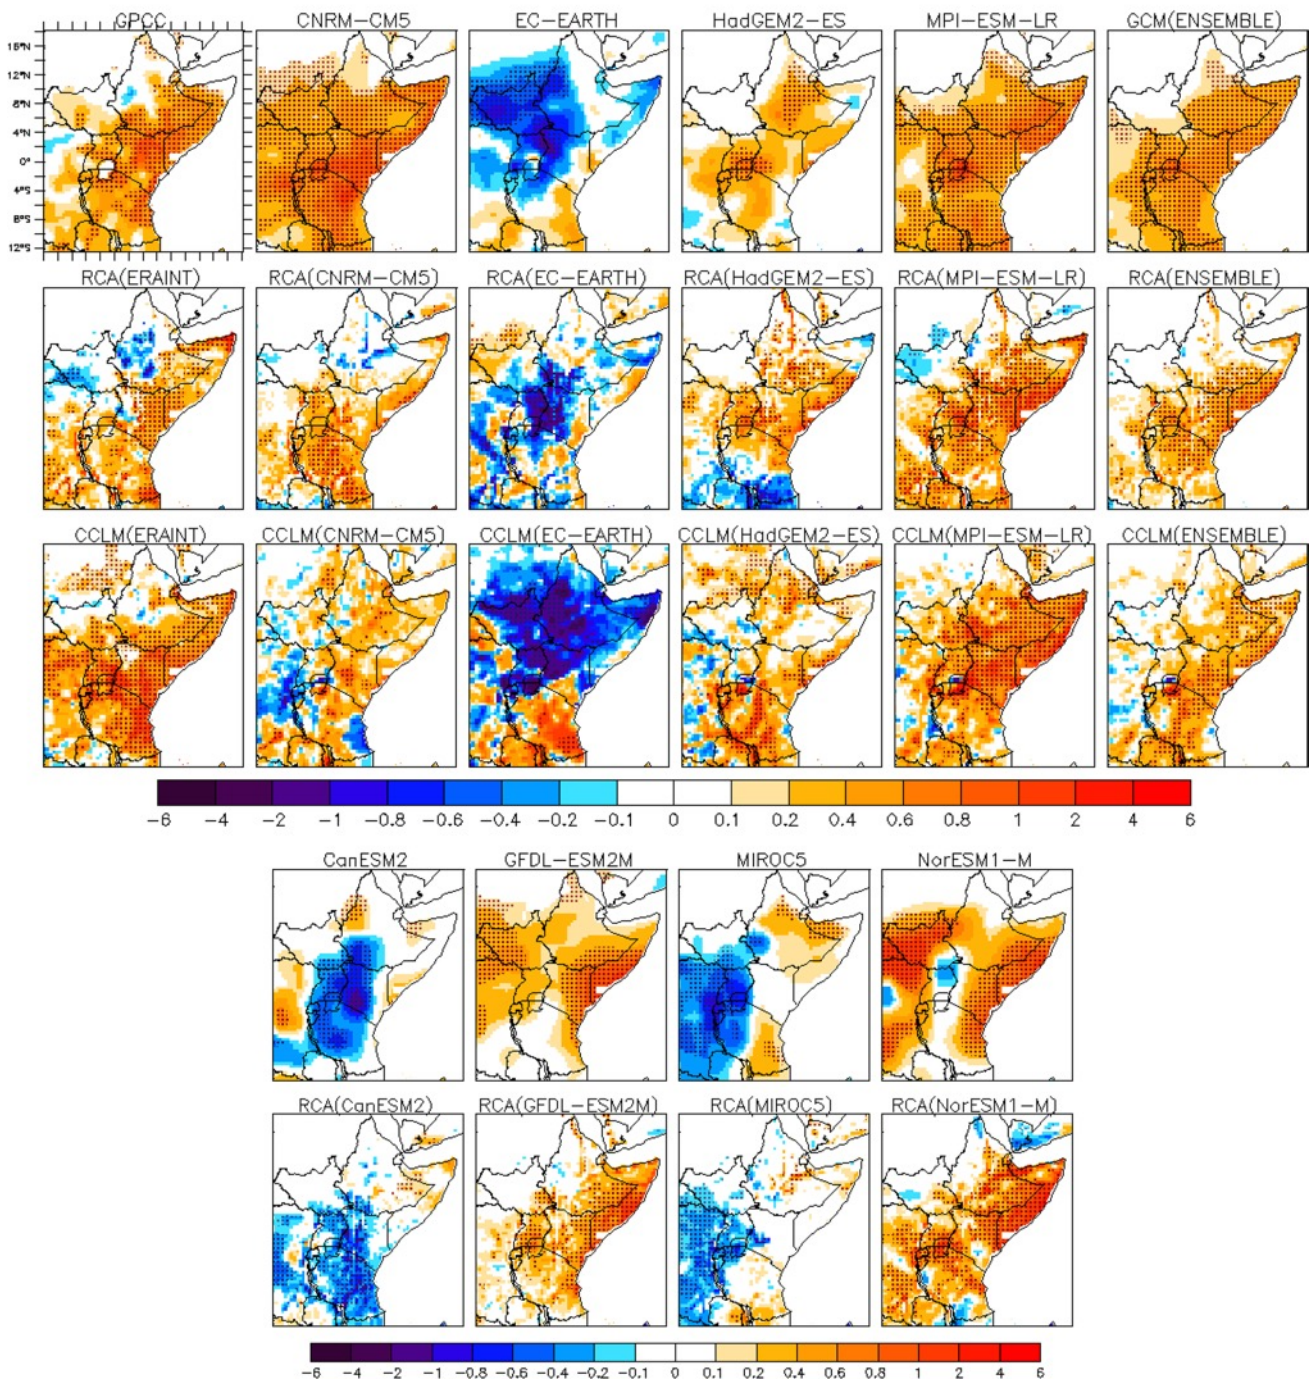 GPCC CNRM-CM5 EC-EARTH HadGEM2-ES MPI-ESM-LR GCM(ENSEMBLE)
16°N
12°N
8°N
4°N
0°
4°S
8°S
12°S
RCA(ERAINT) RCA(CNRM-CM5) RCA(EC-EARTH) RCA(HadGEM2-ES) RCA(MPI-ESM-LR) RCA(ENSEMBLE)
CCLM(ERAINT) CCLM(CNRM-CM5) CCLM(EC-EARTH) CCLM(HadGEM2-ES) CCLM(MPI-ESM-LR) CCLM(ENSEMBLE)
-6 -4 -2 -1 -0.8 -0.6 -0.4 -0.2 -0.1 0 0.1 0.2 0.4 0.6 0.8 1 2 4 6
CanESM2 GFDL-ESM2M MIROC5 NorESM1-M
RCA(CanESM2) RCA(GFDL-ESM2M) RCA(MIROC5) RCA(NorESM1-M)
-6 -4 -2 -1 -0.8 -0.6 -0.4 -0.2 -0.1 0 0.1 0.2 0.4 0.6 0.8 1 2 4 6